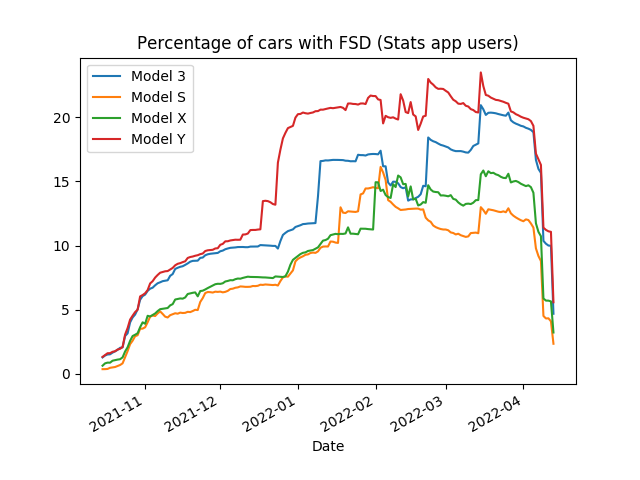 Percentage of cars with FSD (Stats app users)
Model 3
Model S
Model X
Model Y
20
15
10
5
0
2021-11
2021-12
2022-01
2022-02
2022-03
2022-04
Date